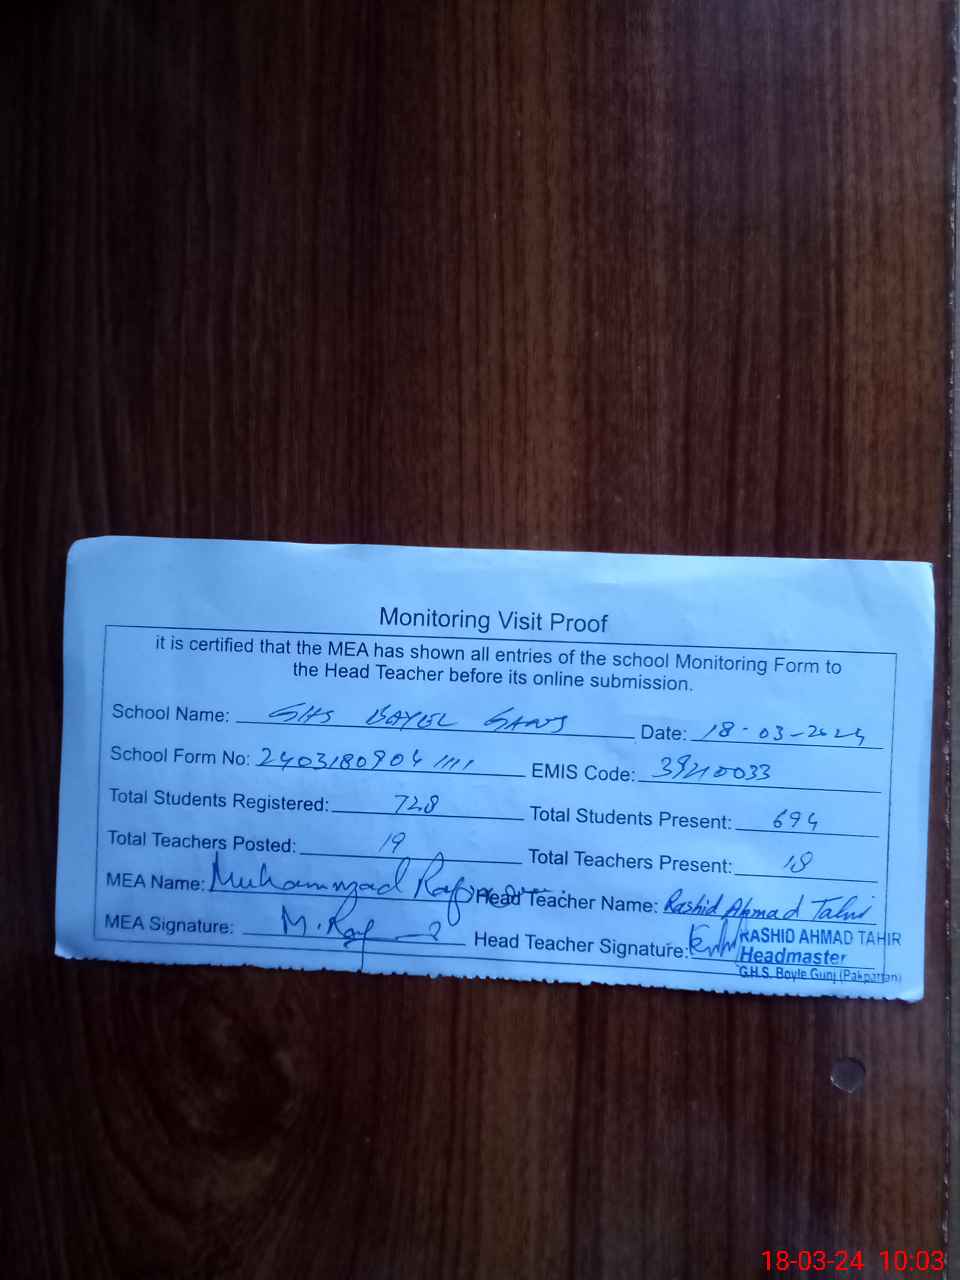 Monitoring Visit Proof
it is certified that the MEA has shown all entries of the school Monitoring Form to
the Head Teacher before its online submission.
School Name: GHS BAYLL GANJ Date: 18-03-2024
School Form No: 2403180904 1111 EMIS Code: 39210033
Total Students Registered: 728 Total Students Present: 694
Total Teachers Posted: 19 Total Teachers Present: 18
MEA Name: Muhammad Head Teacher Name: Rashid Ahmad Tahir
MEA Signature: Head Teacher Signature: RASHID AHMAD TAHIR
Headmaster
G.H.S. Boyle Gunj (Pakpattan)
18-03-24 10:03